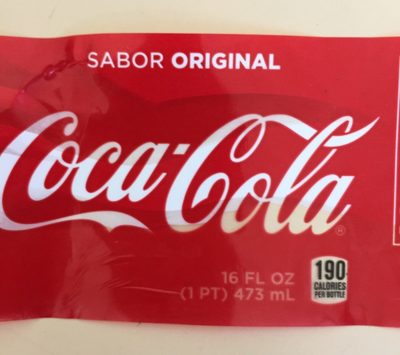 SABOR ORIGINAL
Coca-Cola®
16 FL OZ
(1 PT) 473 mL
190
CALORIES
PER BOTTLE